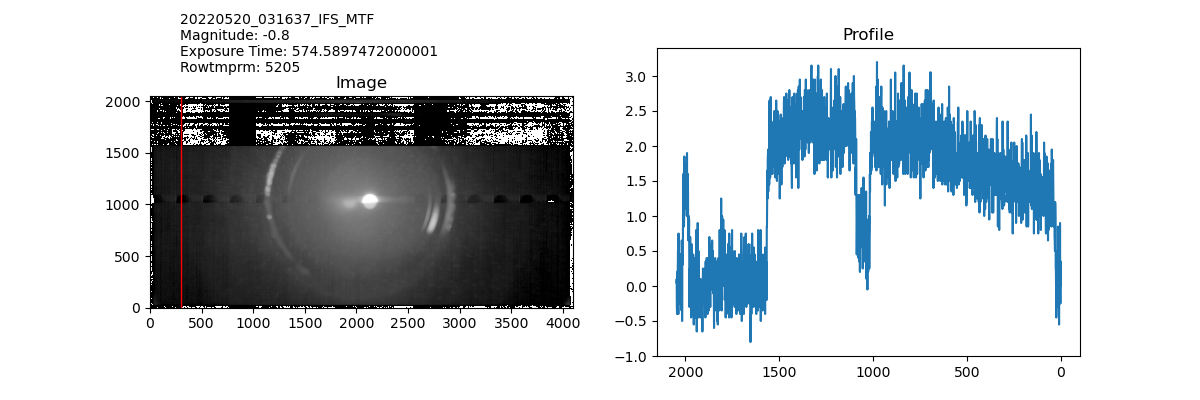 20220520_031637_IFS_MTF
Magnitude: -0.8
Exposure Time: 574.5897472000001
Rowtmprm: 5205
Image
2000
1500
1000
500
0
0 500 1000 1500 2000 2500 3000 3500 4000
Profile
3.0
2.5
2.0
1.5
1.0
0.5
0.0
−0.5
−1.0
2000 1500 1000 500 0